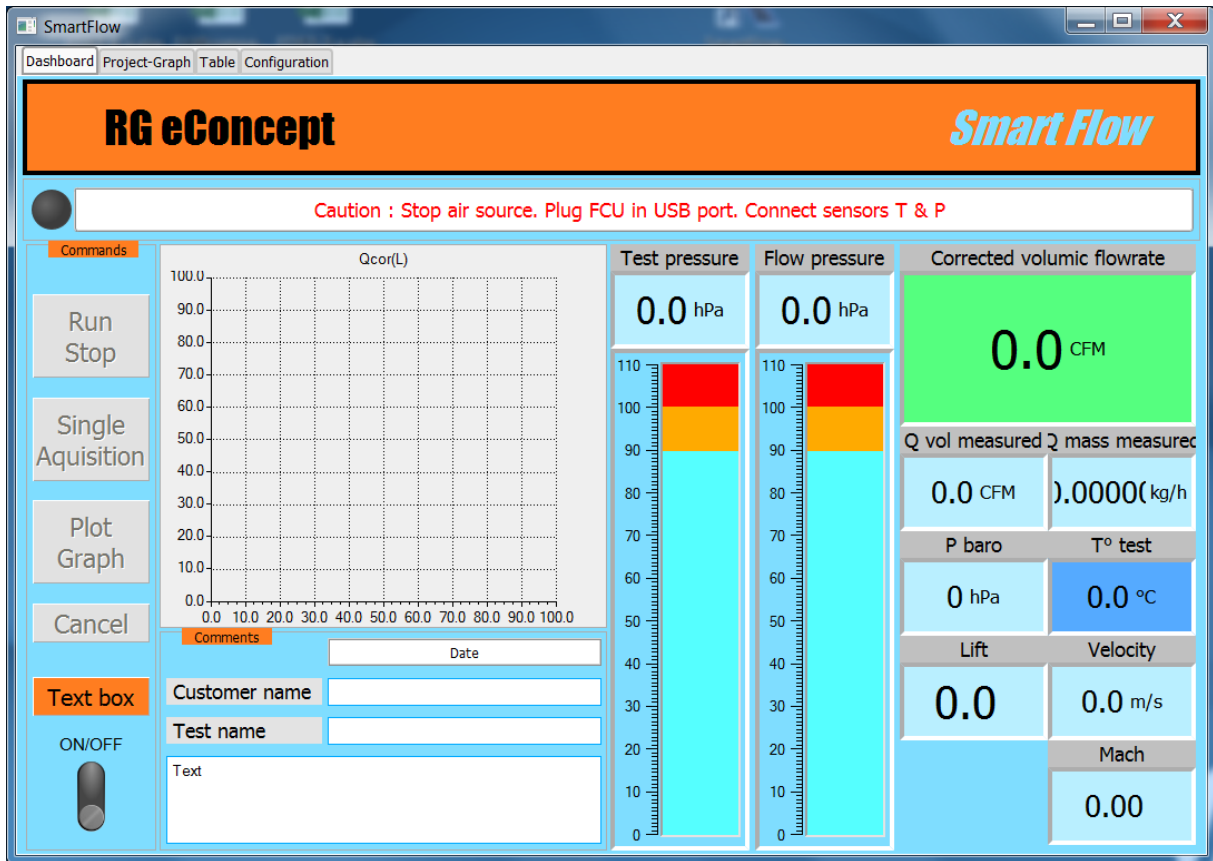 SmartFlow
Dashboard Project-Graph Table Configuration
RG eConcept
Smart Flow
Caution : Stop air source. Plug FCU in USB port. Connect sensors T & P
Commands
Run
Stop
Single
Aquisition
Plot
Graph
Cancel
Text box
ON/OFF
Qcor(L)
100.0
90.0
80.0
70.0
60.0
50.0
40.0
30.0
20.0
10.0
0.0
0.0 10.0 20.0 30.0 40.0 50.0 60.0 70.0 80.0 90.0 100.0
Comments
Date
Customer name
Test name
Text
Test pressure
0.0 hPa
110
100
90
80
70
60
50
40
30
20
10
0
Flow pressure
0.0 hPa
110
100
90
80
70
60
50
40
30
20
10
0
Corrected volumic flowrate
0.0 CFM
Q vol measured
0.0 CFM
Q mass measured
0.0000( kg/h
P baro
0 hPa
T° test
0.0 °C
Lift
0.0
Velocity
0.0 m/s
Mach
0.00